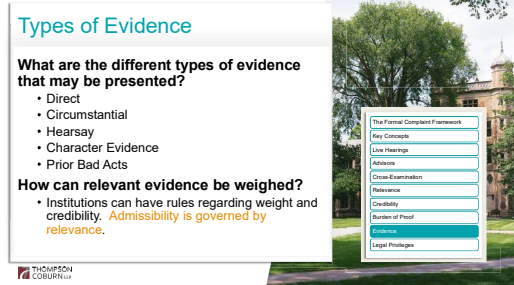 Types of Evidence
What are the different types of evidence
that may be presented?
• Direct
• Circumstantial
• Hearsay
• Character Evidence
• Prior Bad Acts
How can relevant evidence be weighed?
• Institutions can have rules regarding weight and
credibility. Admissibility is governed by
relevance.
The Formal Complaint Framework
Key Concepts
Live Hearings
Advisors
Cross-Examination
Relevance
Credibility
Burden of Proof
Evidence
Legal Privileges
THOMPSON
COBURN LLP